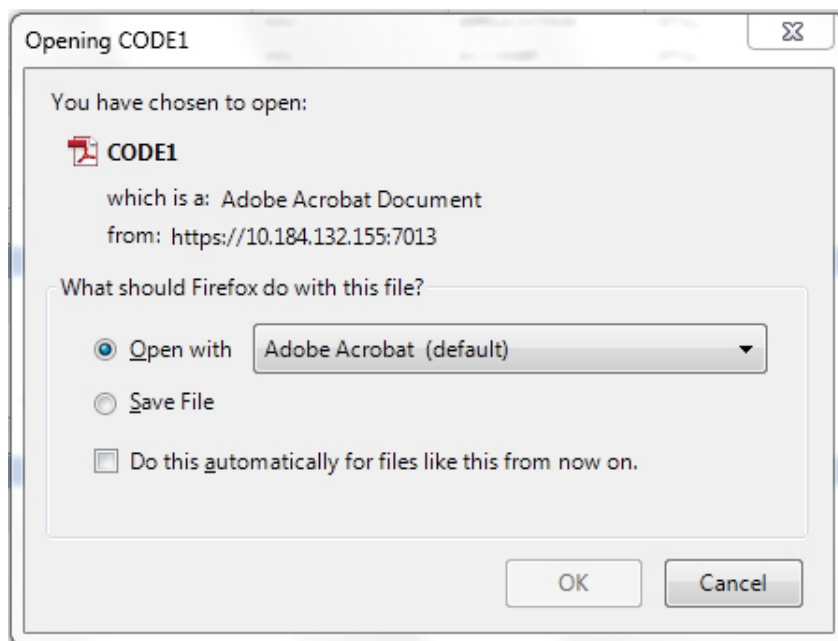 Opening CODE1
You have chosen to open:
CODE1
which is a: Adobe Acrobat Document
from: https://10.184.132.155:7013
What should Firefox do with this file?
Open with Adobe Acrobat (default)
Save File
Do this automatically for files like this from now on.
OK Cancel